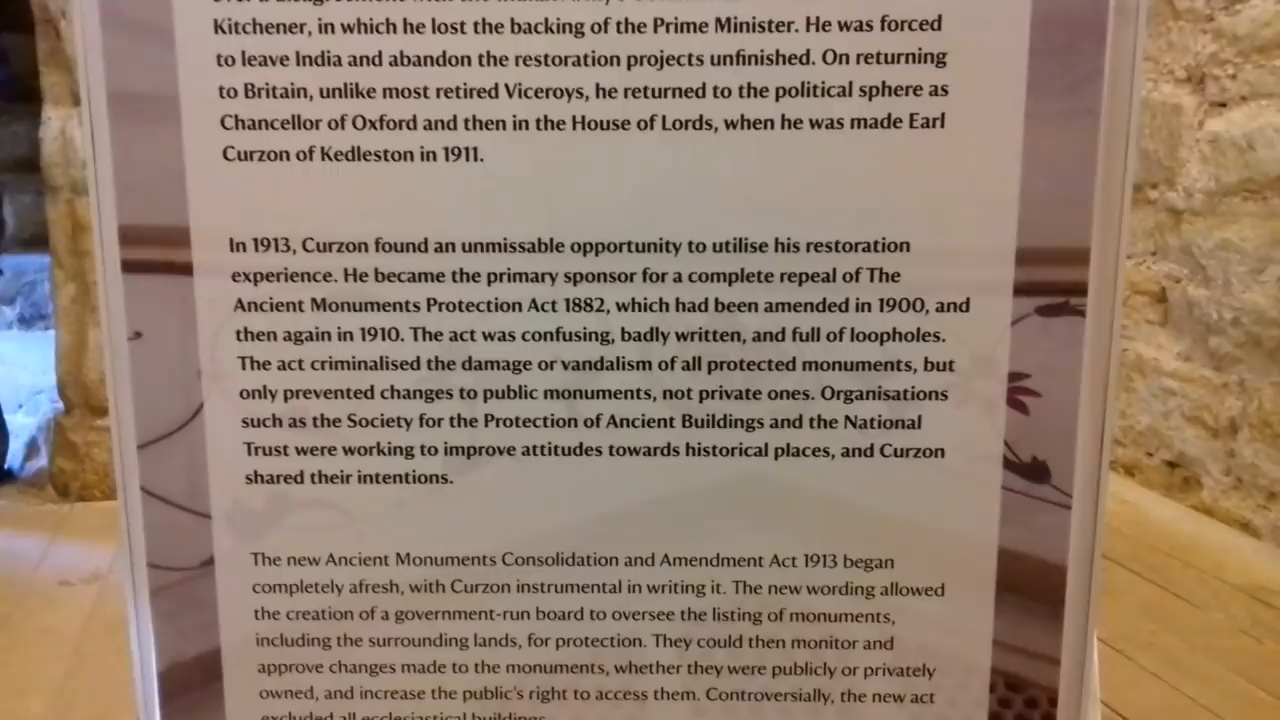 Kitchener, in which he lost the backing of the Prime Minister. He was forced
to leave India and abandon the restoration projects unfinished. On returning
to Britain, unlike most retired Viceroys, he returned to the political sphere as
Chancellor of Oxford and then in the House of Lords, when he was made Earl
Curzon of Kedleston in 1911.
In 1913, Curzon found an unmissable opportunity to utilise his restoration
experience. He became the primary sponsor for a complete repeal of The
Ancient Monuments Protection Act 1882, which had been amended in 1900, and
then again in 1910. The act was confusing, badly written, and full of loopholes.
The act criminalised the damage or vandalism of all protected monuments, but
only prevented changes to public monuments, not private ones. Organisations
such as the Society for the Protection of Ancient Buildings and the National
Trust were working to improve attitudes towards historical places, and Curzon
shared their intentions.
The new Ancient Monuments Consolidation and Amendment Act 1913 began
completely afresh, with Curzon instrumental in writing it. The new wording allowed
the creation of a government-run board to oversee the listing of monuments,
including the surrounding lands, for protection. They could then monitor and
approve changes made to the monuments, whether they were publicly or privately
owned, and increase the public's right to access them. Controversially, the new act
excluded all ecclesiastical buildings